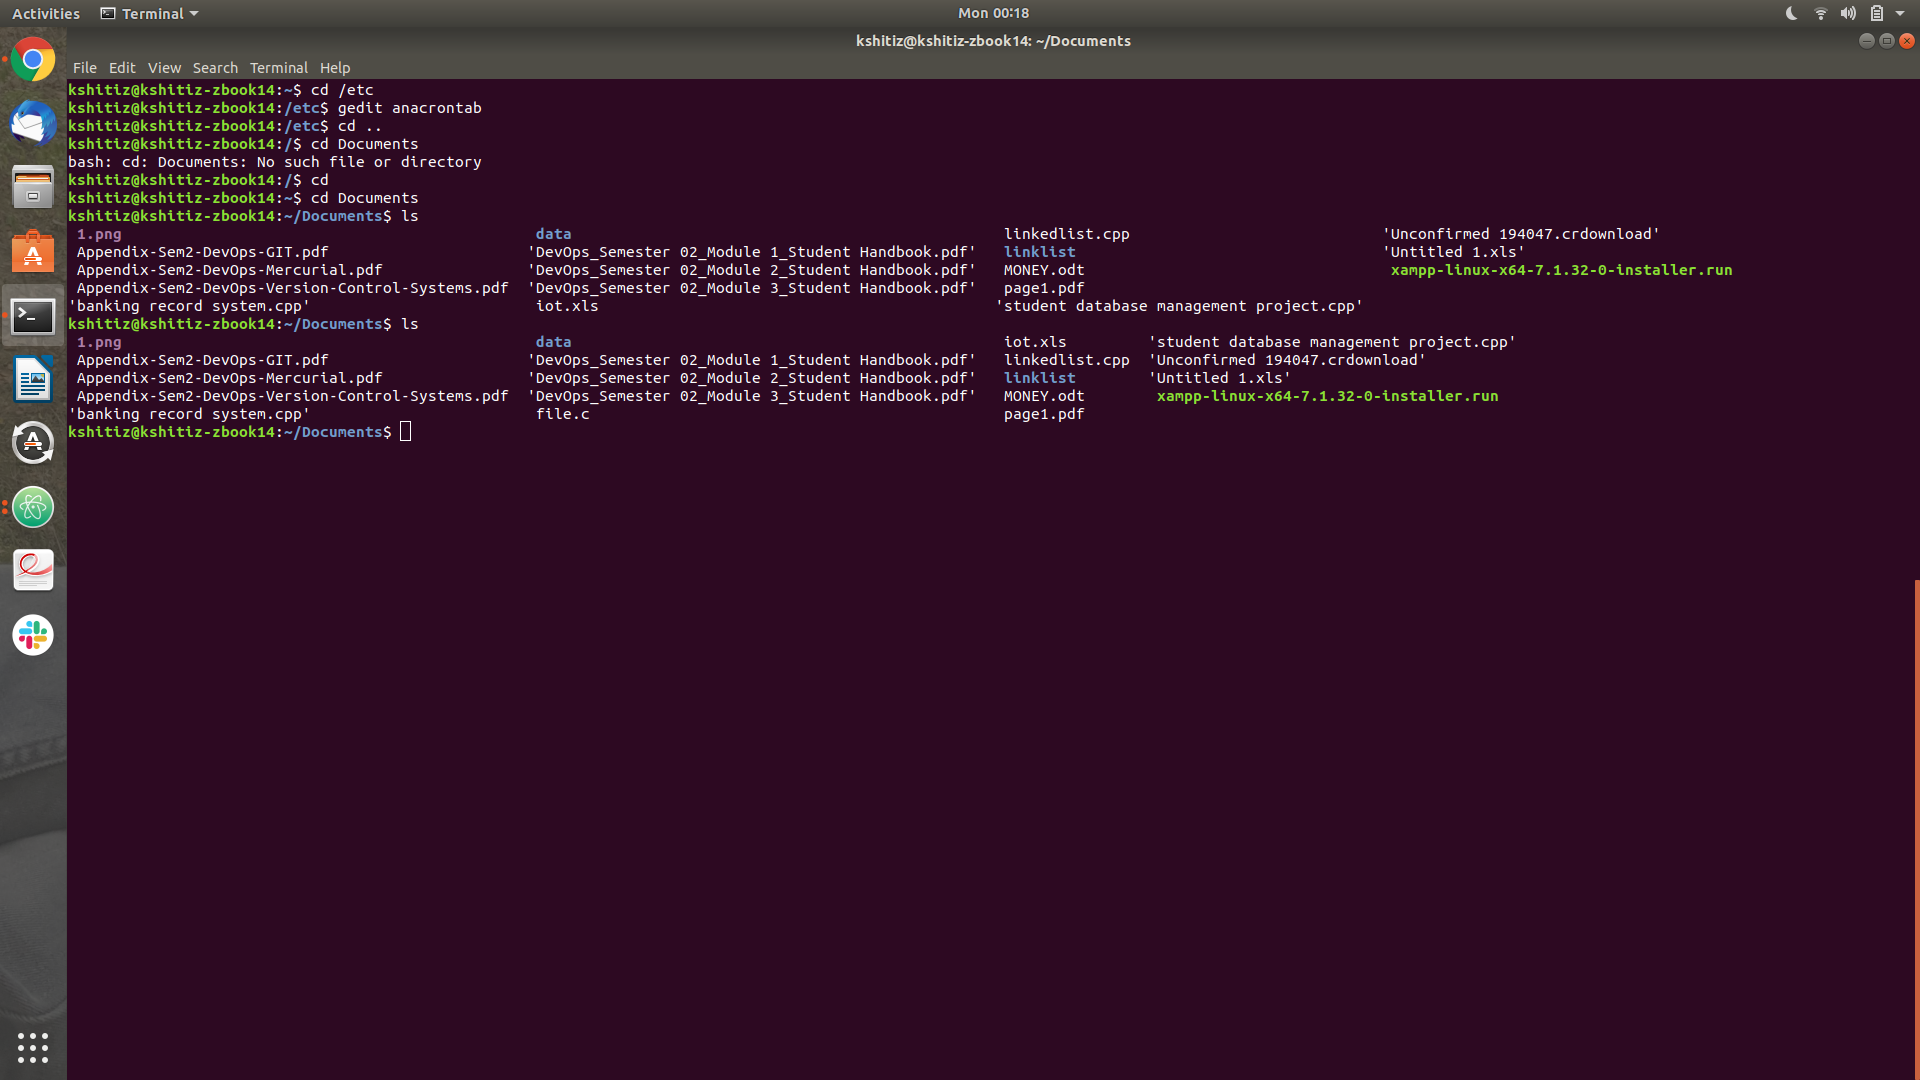 Activities Terminal Mon 00:18
kshitiz@kshitiz-zbook14: ~/Documents
File Edit View Search Terminal Help
kshitiz@kshitiz-zbook14:~$ cd /etc
kshitiz@kshitiz-zbook14:/etc$ gedit anacrontab
kshitiz@kshitiz-zbook14:/etc$ cd ..
kshitiz@kshitiz-zbook14:/$ cd Documents
bash: cd: Documents: No such file or directory
kshitiz@kshitiz-zbook14:/$ cd
kshitiz@kshitiz-zbook14:~$ cd Documents
kshitiz@kshitiz-zbook14:~/Documents$ ls
1.png data linkedlist.cpp 'Unconfirmed 194047.crdownload'
Appendix-Sem2-DevOps-GIT.pdf 'DevOps_Semester 02_Module 1_Student Handbook.pdf' linklist 'Untitled 1.xls'
Appendix-Sem2-DevOps-Mercurial.pdf 'DevOps_Semester 02_Module 2_Student Handbook.pdf' MONEY.odt xampp-linux-x64-7.1.32-0-installer.run
Appendix-Sem2-DevOps-Version-Control-Systems.pdf 'DevOps_Semester 02_Module 3_Student Handbook.pdf' page1.pdf
'banking record system.cpp' iot.xls 'student database management project.cpp'
kshitiz@kshitiz-zbook14:~/Documents$ ls
1.png data iot.xls 'student database management project.cpp'
Appendix-Sem2-DevOps-GIT.pdf 'DevOps_Semester 02_Module 1_Student Handbook.pdf' linkedlist.cpp 'Unconfirmed 194047.crdownload'
Appendix-Sem2-DevOps-Mercurial.pdf 'DevOps_Semester 02_Module 2_Student Handbook.pdf' linklist 'Untitled 1.xls'
Appendix-Sem2-DevOps-Version-Control-Systems.pdf 'DevOps_Semester 02_Module 3_Student Handbook.pdf' MONEY.odt xampp-linux-x64-7.1.32-0-installer.run
'banking record system.cpp' file.c page1.pdf
kshitiz@kshitiz-zbook14:~/Documents$